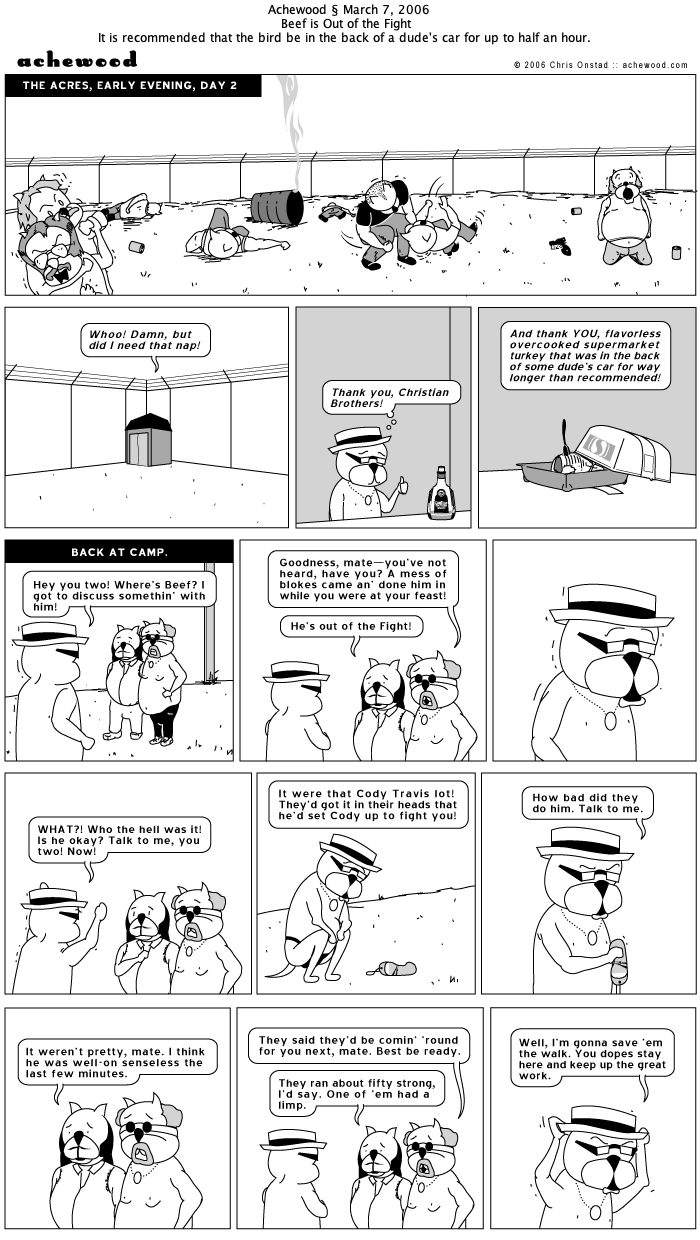 Achewood § March 7, 2006
Beef is Out of the Fight
It is recommended that the bird be in the back of a dude's car for up to half an hour.
achewood
© 2006 Chris Onstad :: achewood.com
THE ACRES, EARLY EVENING, DAY 2
Whoo! Damn, but
did I need that nap!
Thank you, Christian
Brothers!
And thank YOU, flavorless
overcooked supermarket
turkey that was in the back
of some dude's car for way
longer than recommended!
BACK AT CAMP.
Hey you two! Where's Beef? I
got to discuss somethin' with
him!
Goodness, mate—you've not
heard, have you? A mess of
blokes came an' done him in
while you were at your feast!
He's out of the Fight!
WHAT?! Who the hell was it!
Is he okay? Talk to me, you
two! Now!
It were that Cody Travis lot!
They'd got it in their heads that
he'd set Cody up to fight you!
How bad did they
do him. Talk to me.
It weren't pretty, mate. I think
he was well-on senseless the
last few minutes.
They said they'd be comin' 'round
for you next, mate. Best be ready.
They ran about fifty strong,
I'd say. One of 'em had a
limp.
Well, I'm gonna save 'em
the walk. You dopes stay
here and keep up the great
work.